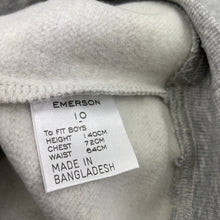 EMERSON
10
TO FIT BOYS
HEIGHT 140CM
CHEST 72CM
WAIST 64CM
MADE IN
BANGLADESH